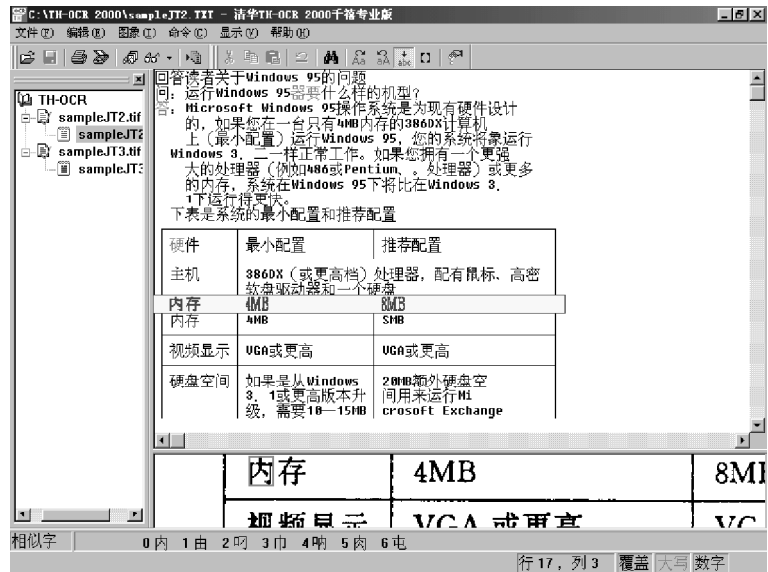 C:\TH-OCR 2000\sampleJT2.TXT - 清华TH-OCR 2000千禧专业版
文件(F) 编辑(E) 图象(I) 命令(C) 显示(V) 帮助(H)
TH-OCR
sampleJT2.tif
sampleJT2
sampleJT3.tif
sampleJT3
回答读者关于Windows 95的问题
问：运行Windows 95器要什么样的机型?
答：Microsoft Windows 95操作系统是为现有硬件设计
的，如果您在一台只有4MB内存的386DX计算机
上（最小配置）运行Windows 95，您的系统将象运行
Windows 3．二一样正常工作。如果您拥有一个更强
大的处理器（例如486或Pentium、。处理器）或更多
的内存，系统在Windows 95下将比在Windows 3．
1下运行得更快。
下表是系统的最小配置和推荐配置
硬件 最小配置 推荐配置
主机 386DX（或更高档）处理器，配有鼠标、高密
软盘驱动器和一个硬盘
内存 4MB 8MB
内存 4MB SMB
视频显示 VGA或更高 VGA或更高
硬盘空间 如果是从Windows 20MB额外硬盘空
3．1或更高版本升 间用来运行Mi
级，需要10—15MB crosoft Exchange
内存 4MB 8MB
视频显示 VGA 或更高 VG
相似字 0内 1由 2叼 3巾 4呐 5肉 6屯
行17，列3 覆盖 大写 数字